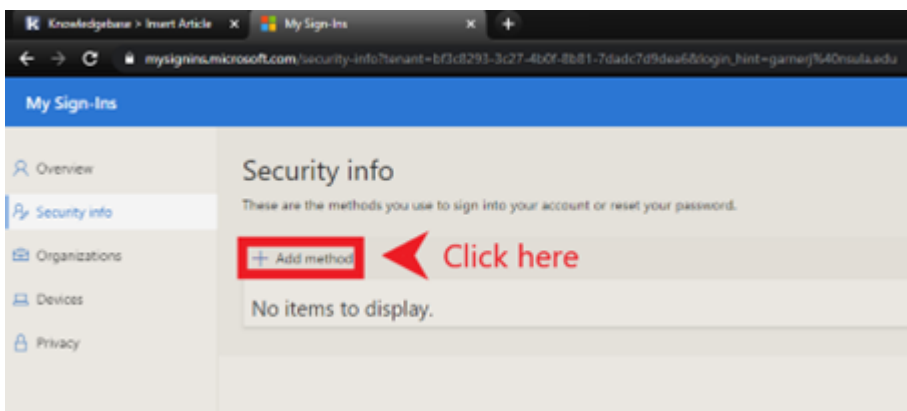 Knowledgebase > Insert Article
My Sign-Ins
mysignins.microsoft.com/security-info?tenant=bf3c8293-3c27-4b0f-8b81-7dadc7d9dea6&login_hint=garnerj%40nsula.edu
My Sign-Ins
Overview
Security info
Organizations
Devices
Privacy
Security info
These are the methods you use to sign into your account or reset your password.
+ Add method
Click here
No items to display.